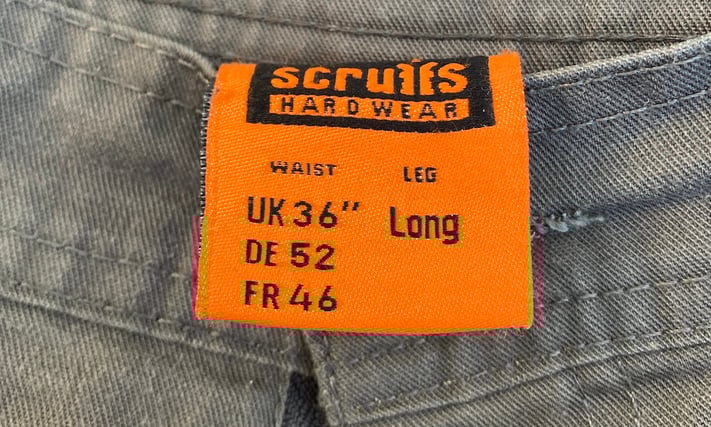 scruffs
HARDWEAR
WAIST LEG
UK 36" Long
DE 52
FR 46